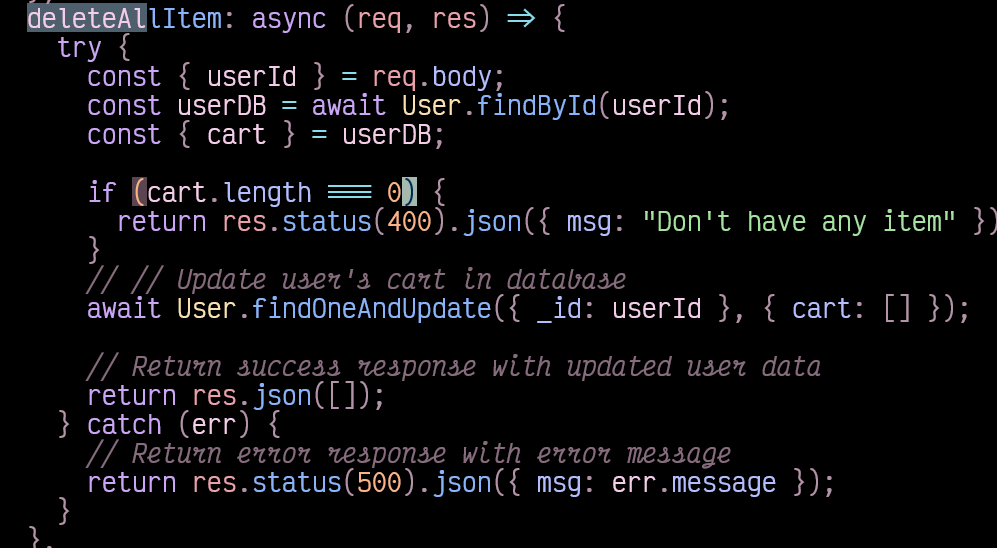 deleteAllItem: async (req, res) => {
try {
const { userId } = req.body;
const userDB = await User.findById(userId);
const { cart } = userDB;
if (cart.length === 0) {
return res.status(400).json({ msg: "Don't have any item" })
}
// // Update user's cart in database
await User.findOneAndUpdate({ _id: userId }, { cart: [] });
// Return success response with updated user data
return res.json([]);
} catch (err) {
// Return error response with error message
return res.status(500).json({ msg: err.message });
}
},